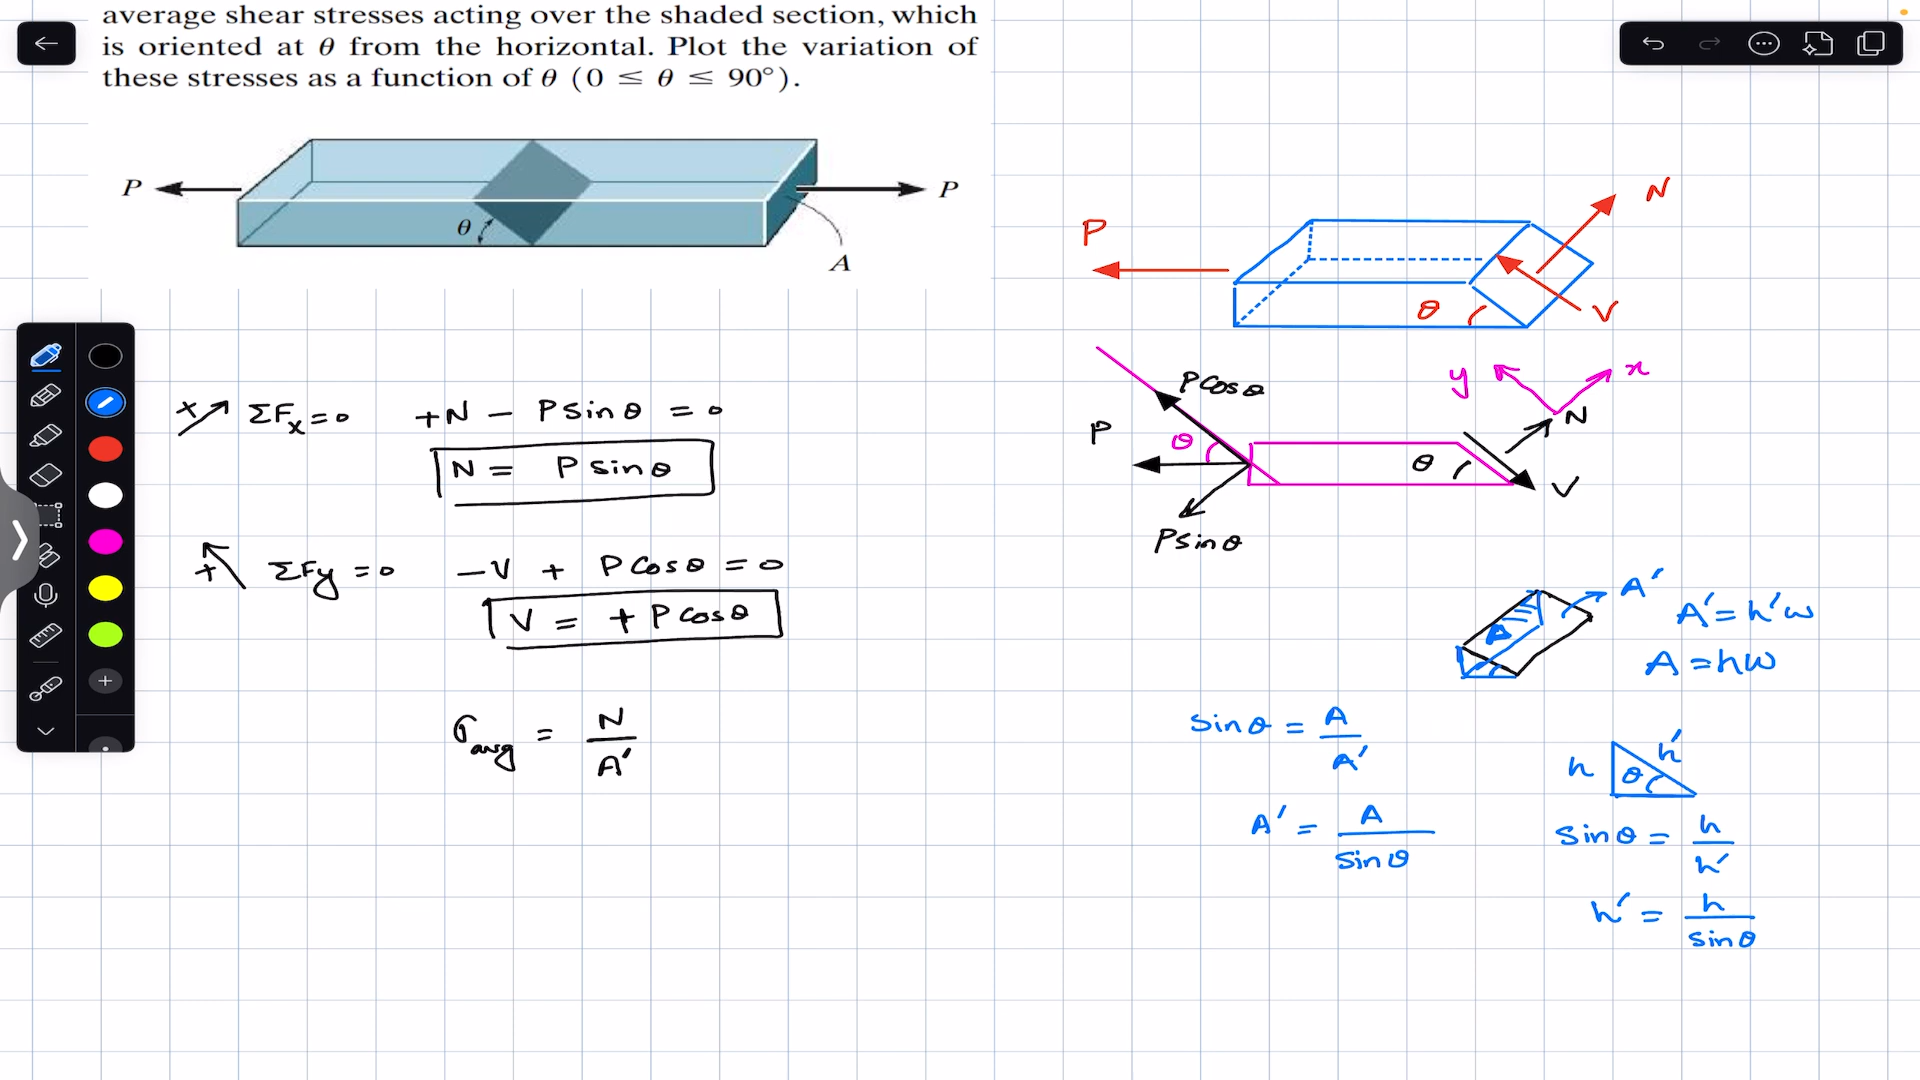 average shear stresses acting over the shaded section, which
is oriented at θ from the horizontal. Plot the variation of
these stresses as a function of θ (0 ≤ θ ≤ 90°).
P
P
θ
A
+ ΣFx = 0 +N − P sin θ = 0
N = P sin θ
+ ΣFy = 0 −V + P Cos θ = 0
V = + P cos θ
σavg = N / A'
P
N
θ
V
P cos θ
P
θ
P sin θ
y
x
N
θ
V
A
A'
A' = h'w
A = hw
Sin θ = A / A'
A' = A / Sin θ
h
θ
h'
Sin θ = h / h'
h' = h / sin θ